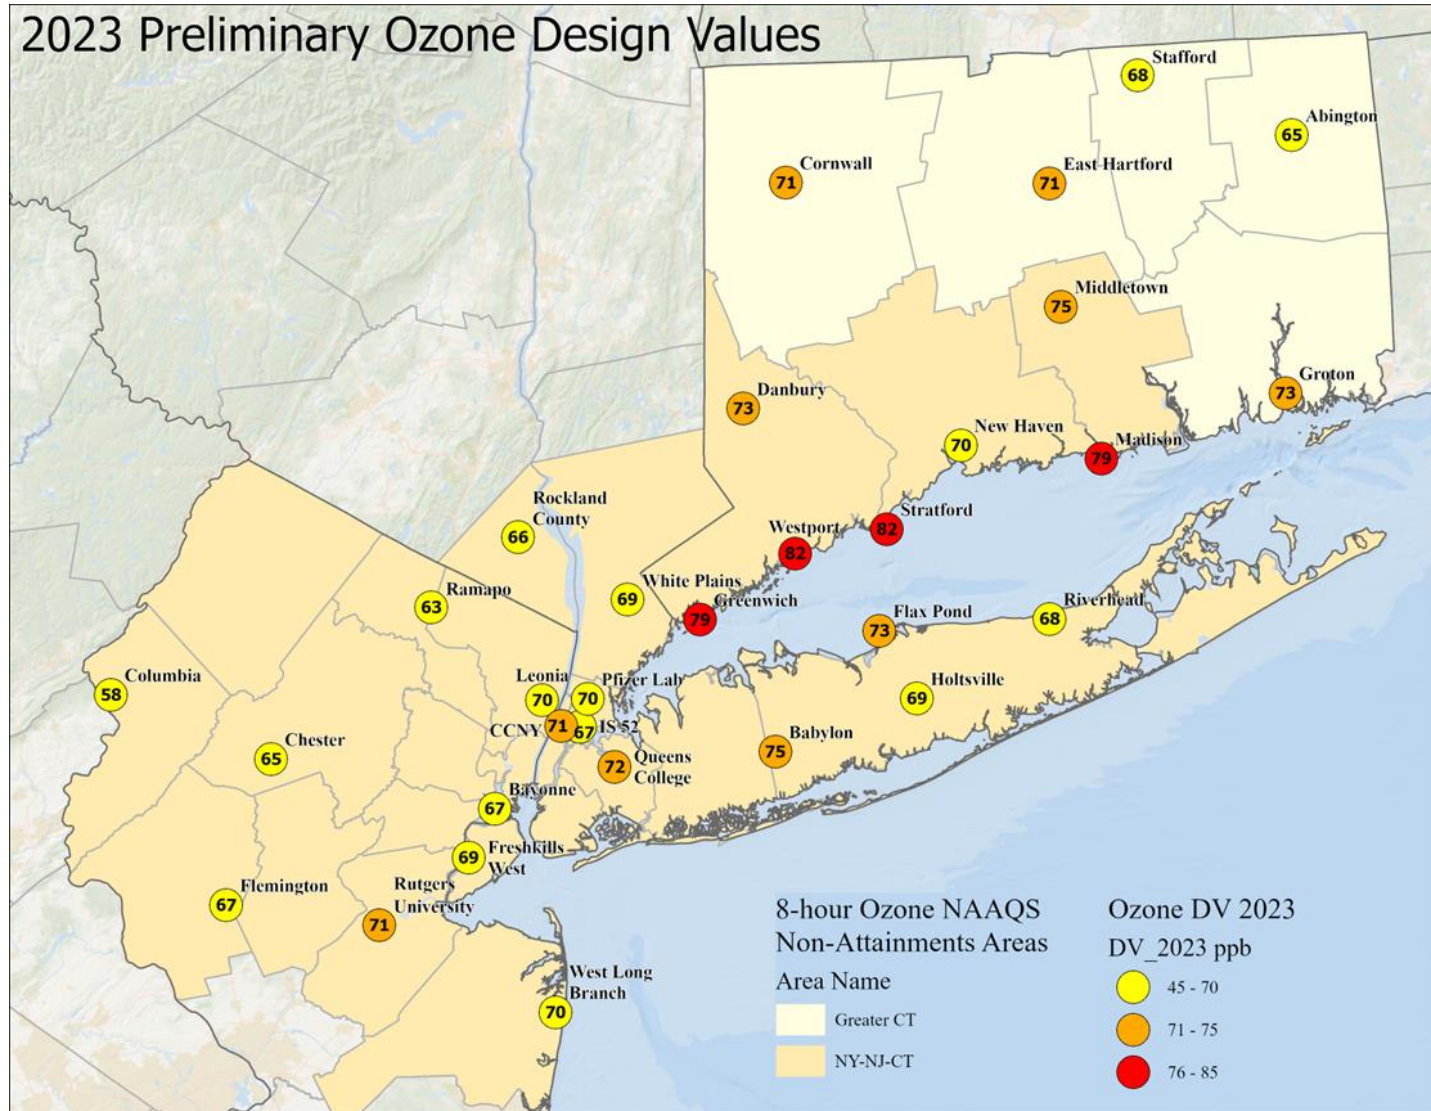 2023 Preliminary Ozone Design Values
Stafford
68
Abington
65
Cornwall
71
East Hartford
71
Middletown
75
Groton
73
Danbury
73
New Haven
70
Madison
79
Rockland
County
66
Stratford
82
Westport
82
White Plains
69
Greenwich
79
Ramapo
63
Flax Pond
73
Riverhead
68
Columbia
58
Leonia
70
Pfizer Lab
70
Holtsville
69
CCNY
71
IS 52
67
Chester
65
Queens
College
72
Babylon
75
Bayonne
67
Freshkills
West
69
Flemington
67
Rutgers
University
71
West Long
Branch
70
8-hour Ozone NAAQS
Non-Attainments Areas
Area Name
Greater CT
NY-NJ-CT
Ozone DV 2023
DV_2023 ppb
45 - 70
71 - 75
76 - 85